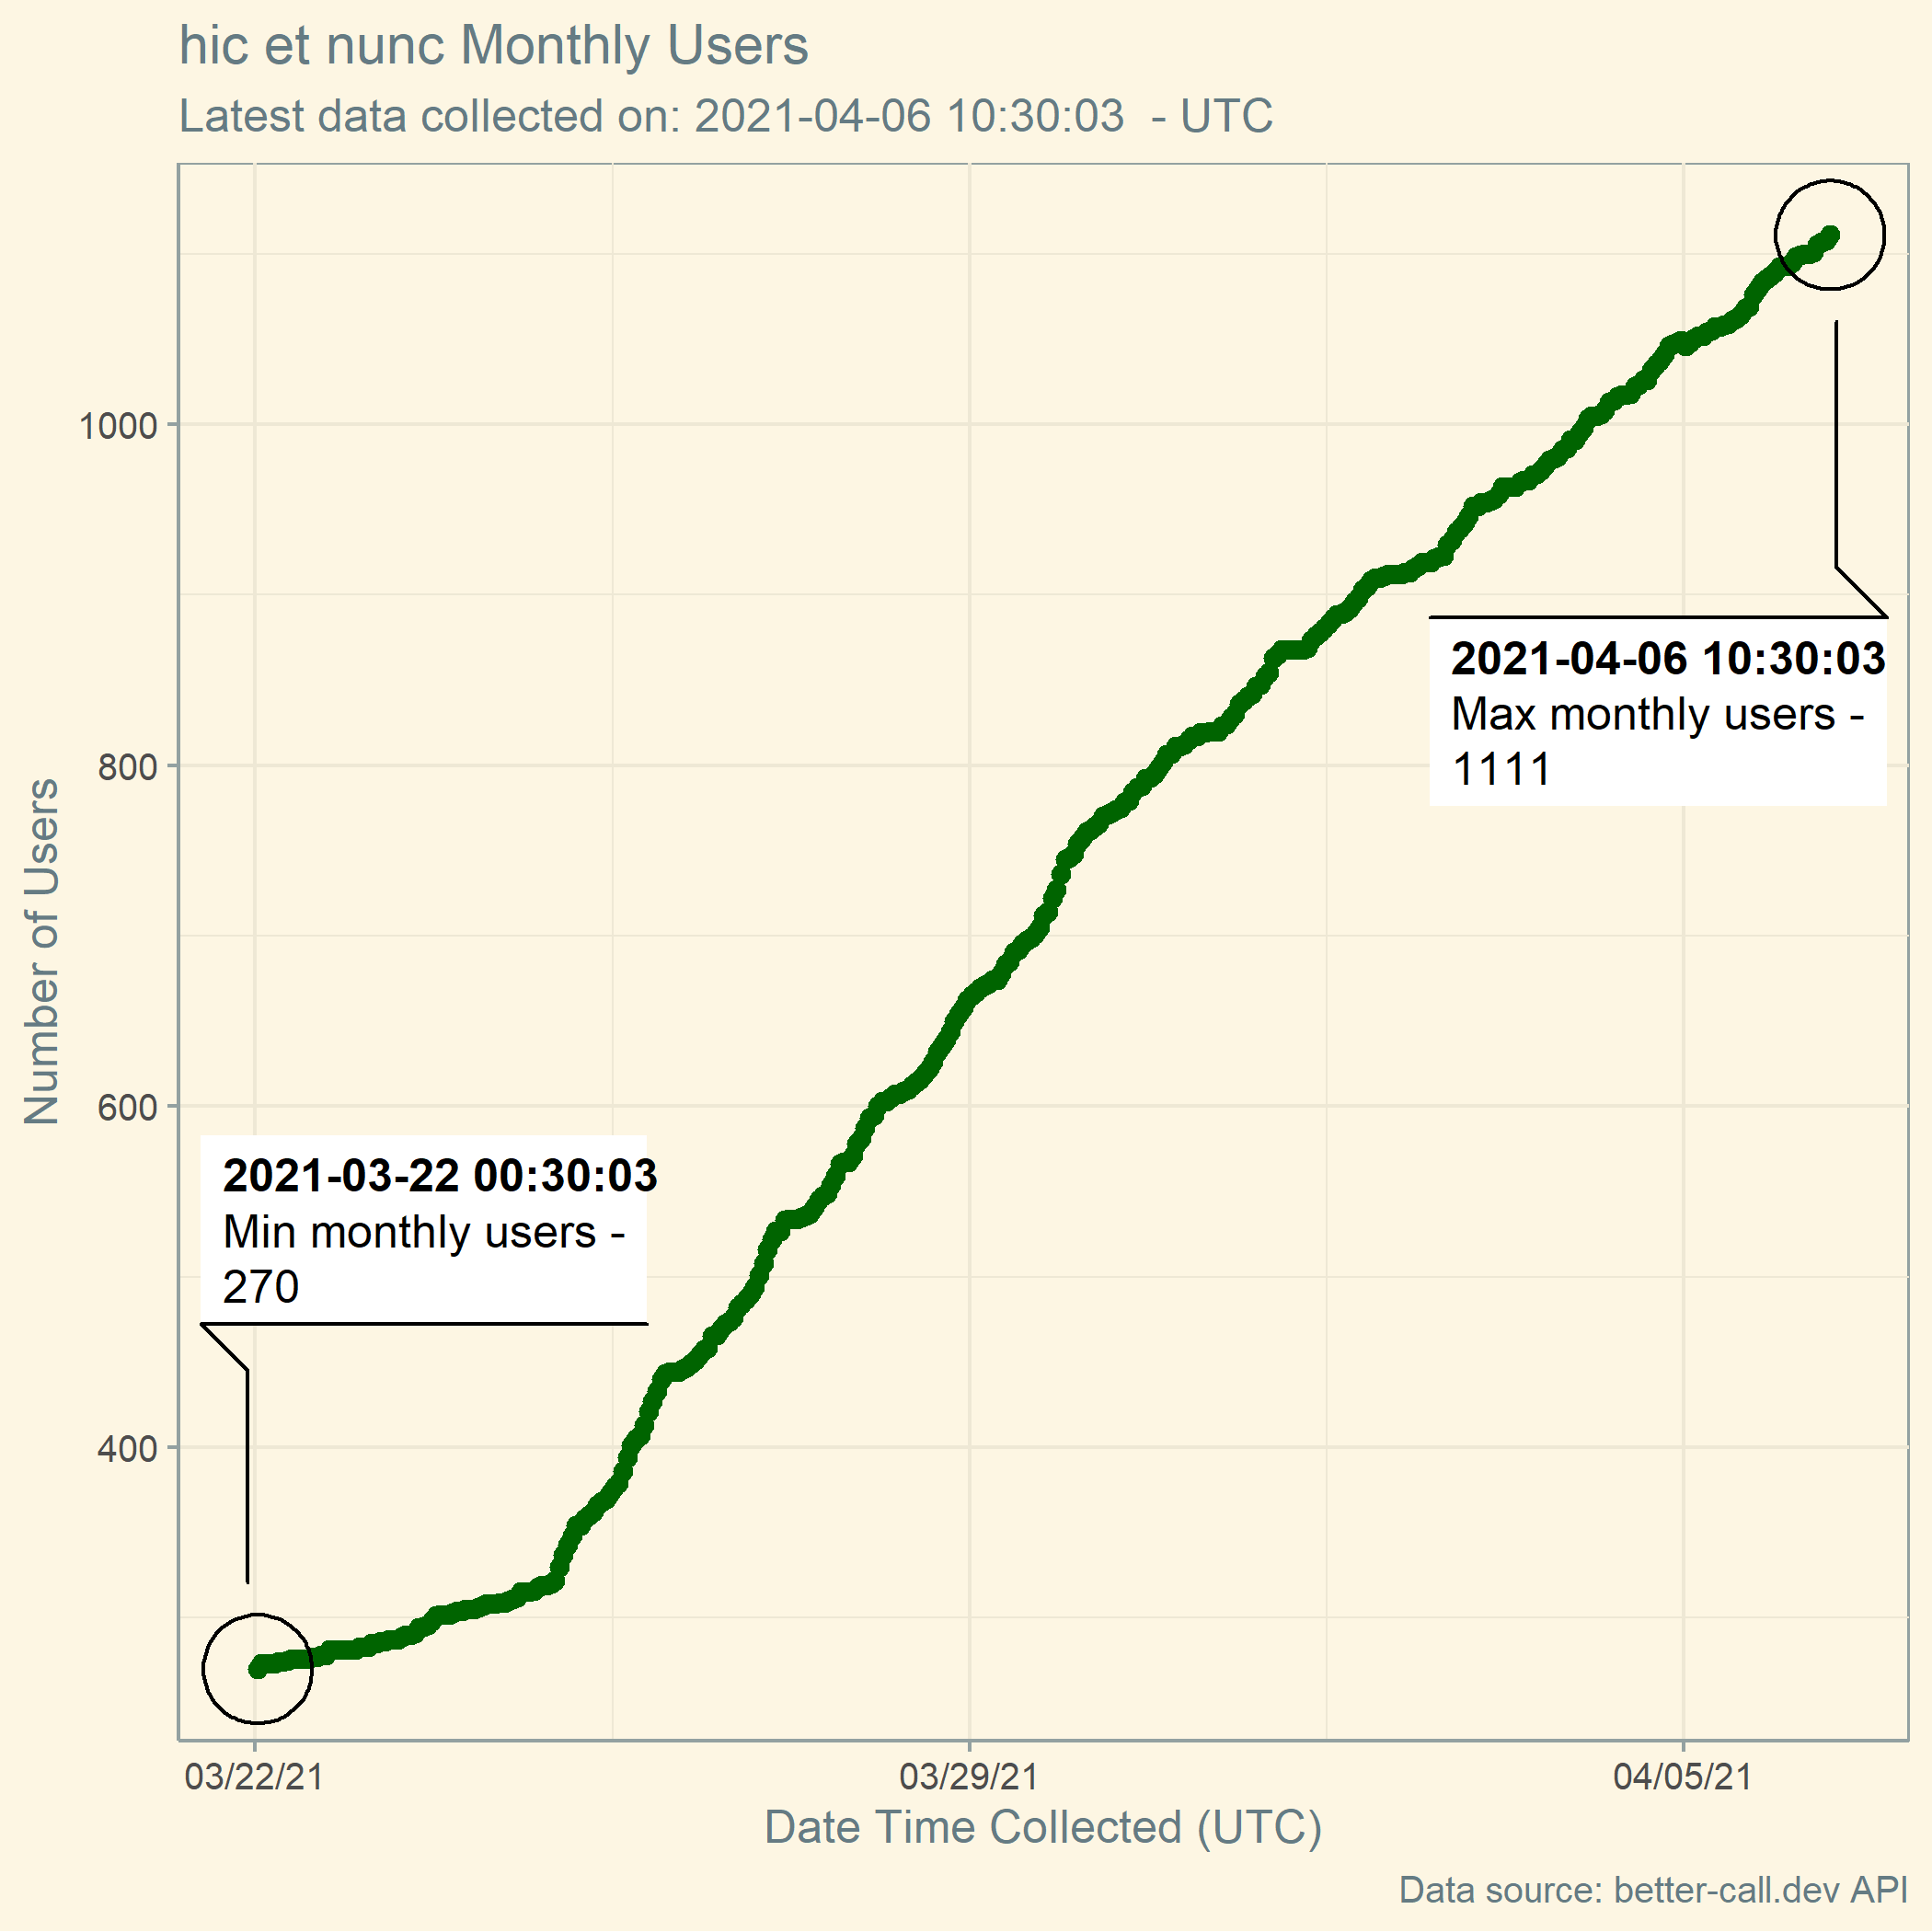 hic et nunc Monthly Users
Latest data collected on: 2021-04-06 10:30:03  - UTC
1000
800
600
400
Number of Users
2021-04-06 10:30:03
Max monthly users -
1111
2021-03-22 00:30:03
Min monthly users -
270
03/22/21
03/29/21
04/05/21
Date Time Collected (UTC)
Data source: better-call.dev API